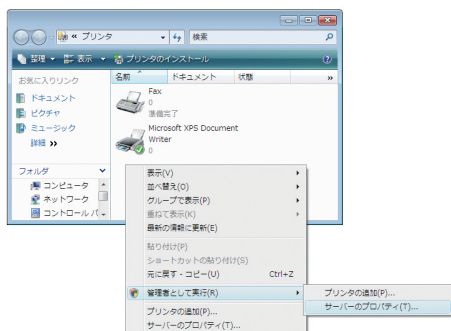 « プリンタ
検索
整理
表示
プリンタのインストール
お気に入りリンク
ドキュメント
ピクチャ
ミュージック
詳細 »
フォルダ
コンピュータ
ネットワーク
コントロール パ
名前
ドキュメント
状態
»
Fax
0
準備完了
Microsoft XPS Document
Writer
0
表示(V)
並べ替え(O)
グループで表示(P)
重ねて表示(K)
最新の情報に更新(E)
貼り付け(P)
ショートカットの貼り付け(S)
元に戻す - コピー(U) Ctrl+Z
管理者として実行(R)
プリンタの追加(P)...
サーバーのプロパティ(T)...
プリンタの追加(P)...
サーバーのプロパティ(T)...